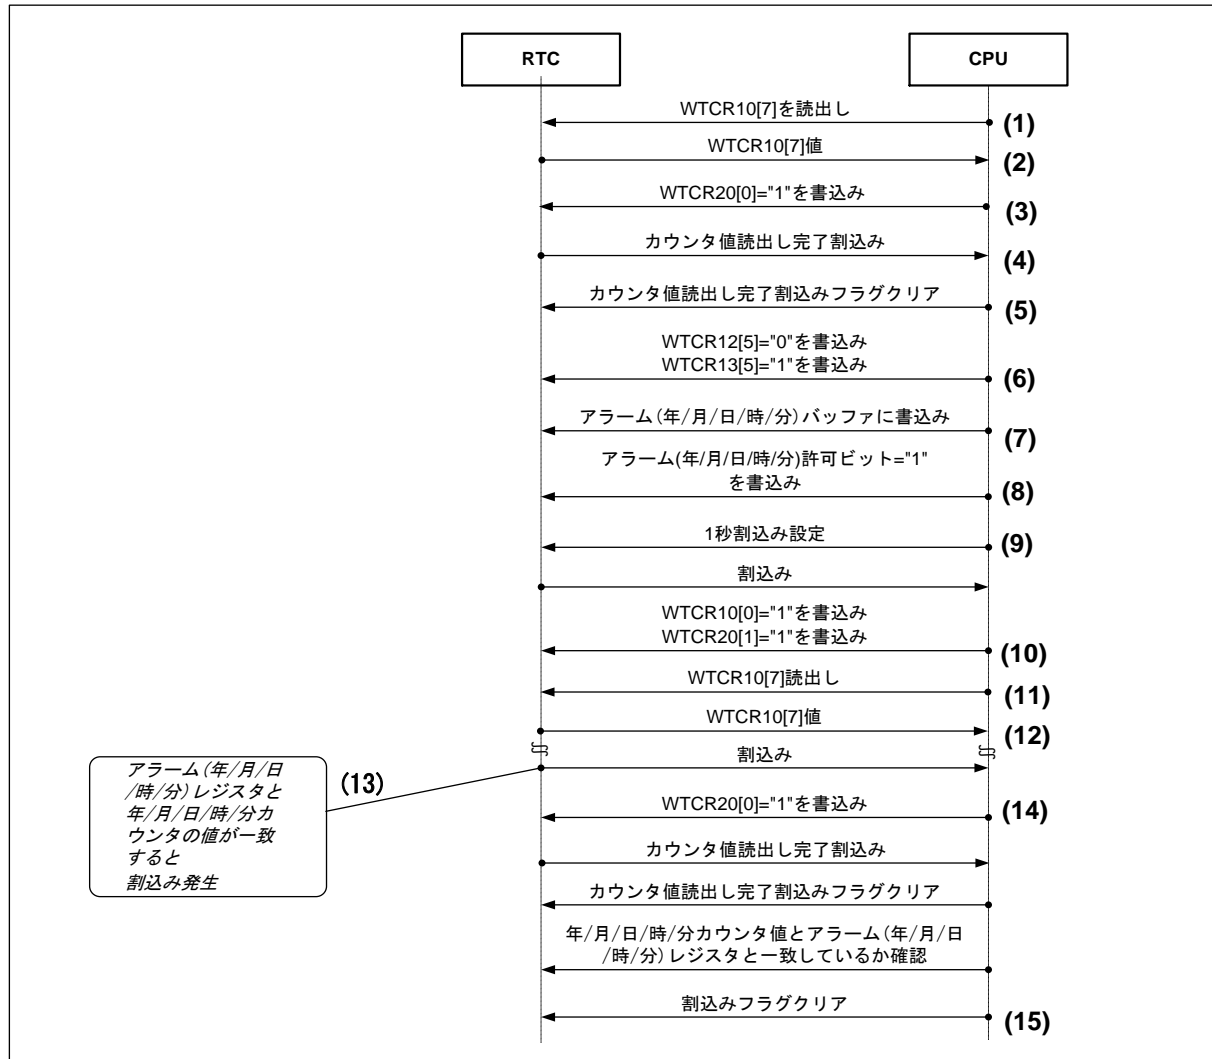 RTC
CPU
WTCR10[7]を読出し
(1)
WTCR10[7]値
(2)
WTCR20[0]="1"を書込み
(3)
カウンタ値読出し完了割込み
(4)
カウンタ値読出し完了割込みフラグクリア
(5)
WTCR12[5]="0"を書込み
WTCR13[5]="1"を書込み
(6)
アラーム(年/月/日/時/分)バッファに書込み
(7)
アラーム(年/月/日/時/分)許可ビット="1"
を書込み
(8)
1秒割込み設定
(9)
割込み
WTCR10[0]="1"を書込み
WTCR20[1]="1"を書込み
(10)
WTCR10[7]読出し
(11)
WTCR10[7]値
(12)
割込み
アラーム(年/月/日
/時/分)レジスタと
年/月/日/時/分カ
ウンタの値が一致
すると
割込み発生
(13)
WTCR20[0]="1"を書込み
(14)
カウンタ値読出し完了割込み
カウンタ値読出し完了割込みフラグクリア
年/月/日/時/分カウンタ値とアラーム(年/月/日
/時/分)レジスタと一致しているか確認
割込みフラグクリア
(15)